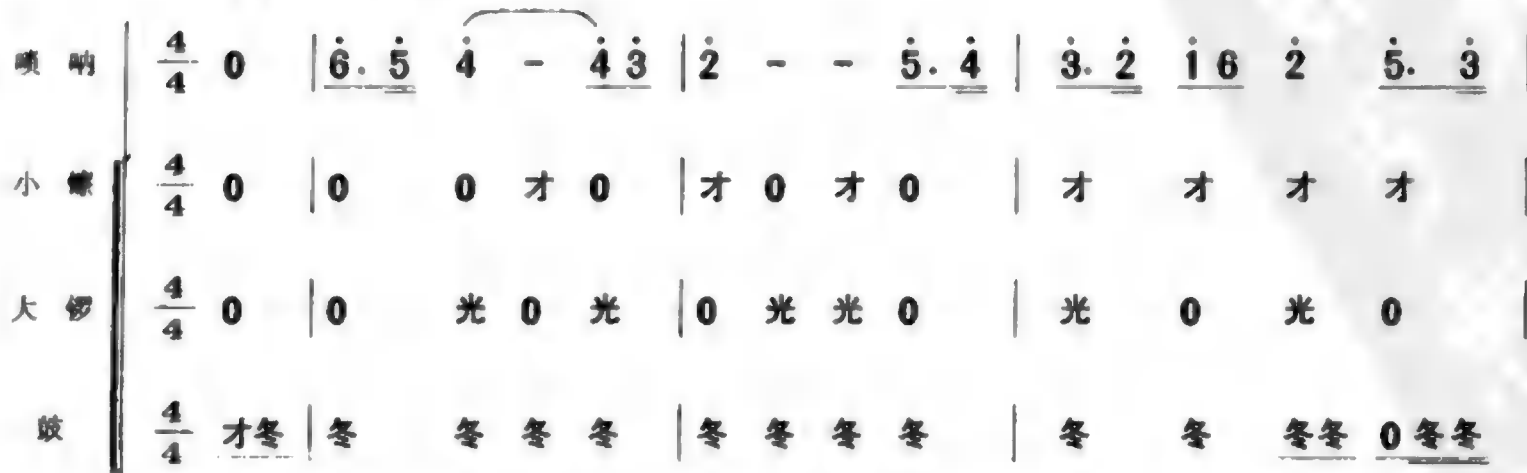 唢 呐 4/4 0 | 6̇. 5̇ 4̇ - 4̇ 3̇ | 2̇ - - 5̇. 4̇ | 3̇. 2̇ 1̇ 6 2̇ 5̇. 3̇
小 锣 4/4 0 | 0 0 才 0 | 才 0 才 0 | 才 才 才 才
大 锣 4/4 0 | 0 光 0 光 | 0 光 光 0 | 光 0 光 0
鼓 4/4 才冬 | 冬 冬 冬 冬 | 冬 冬 冬 冬 | 冬 冬 冬冬 0冬冬